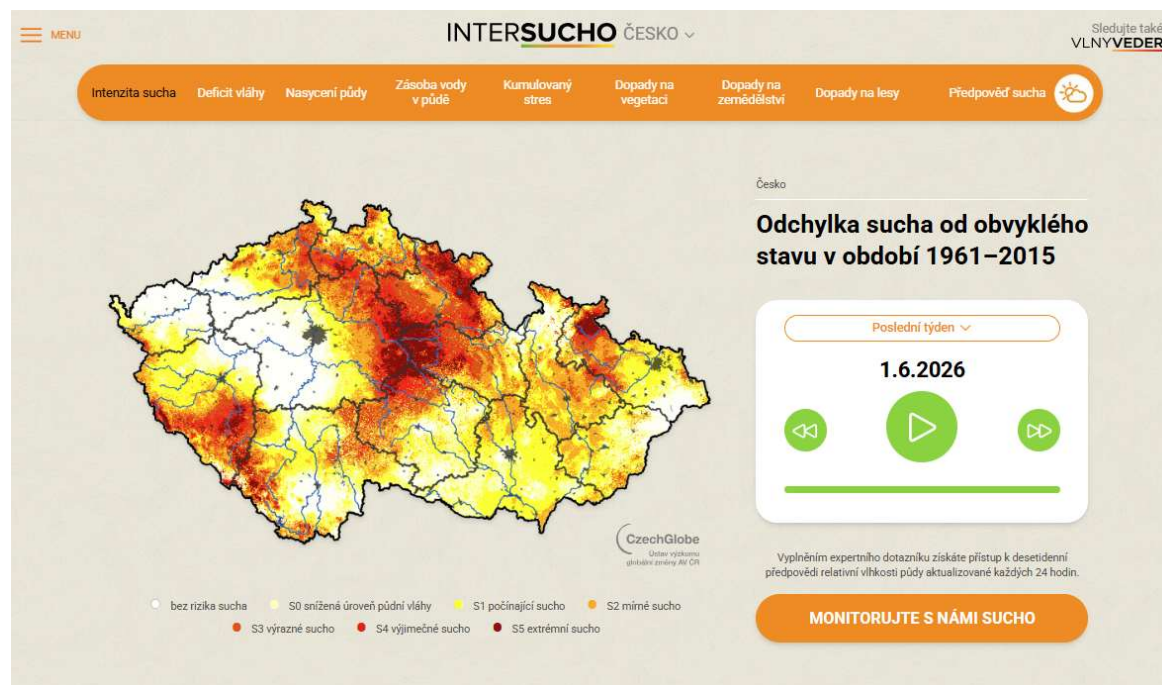 MENU
INTERSUCHO ČESKO
Sledujte také
VLNYVEDER
Intenzita sucha
Deficit vláhy
Nasycení půdy
Zásoba vody
v půdě
Kumulovaný
stres
Dopady na
vegetaci
Dopady na
zemědělství
Dopady na lesy
Předpověď sucha
Česko
Odchylka sucha od obvyklého
stavu v období 1961–2015
Poslední týden
1.6.2026
CzechGlobe
Ústav výzkumu
globální změny AV ČR
Vyplněním expertního dotazníku získáte přístup k desetidenní
předpovědi relativní vlhkosti půdy aktualizované každých 24 hodin.
MONITORUJTE S NÁMI SUCHO
bez rizika sucha
S0 snížená úroveň půdní vláhy
S1 počínající sucho
S2 mírné sucho
S3 výrazné sucho
S4 výjimečné sucho
S5 extrémní sucho